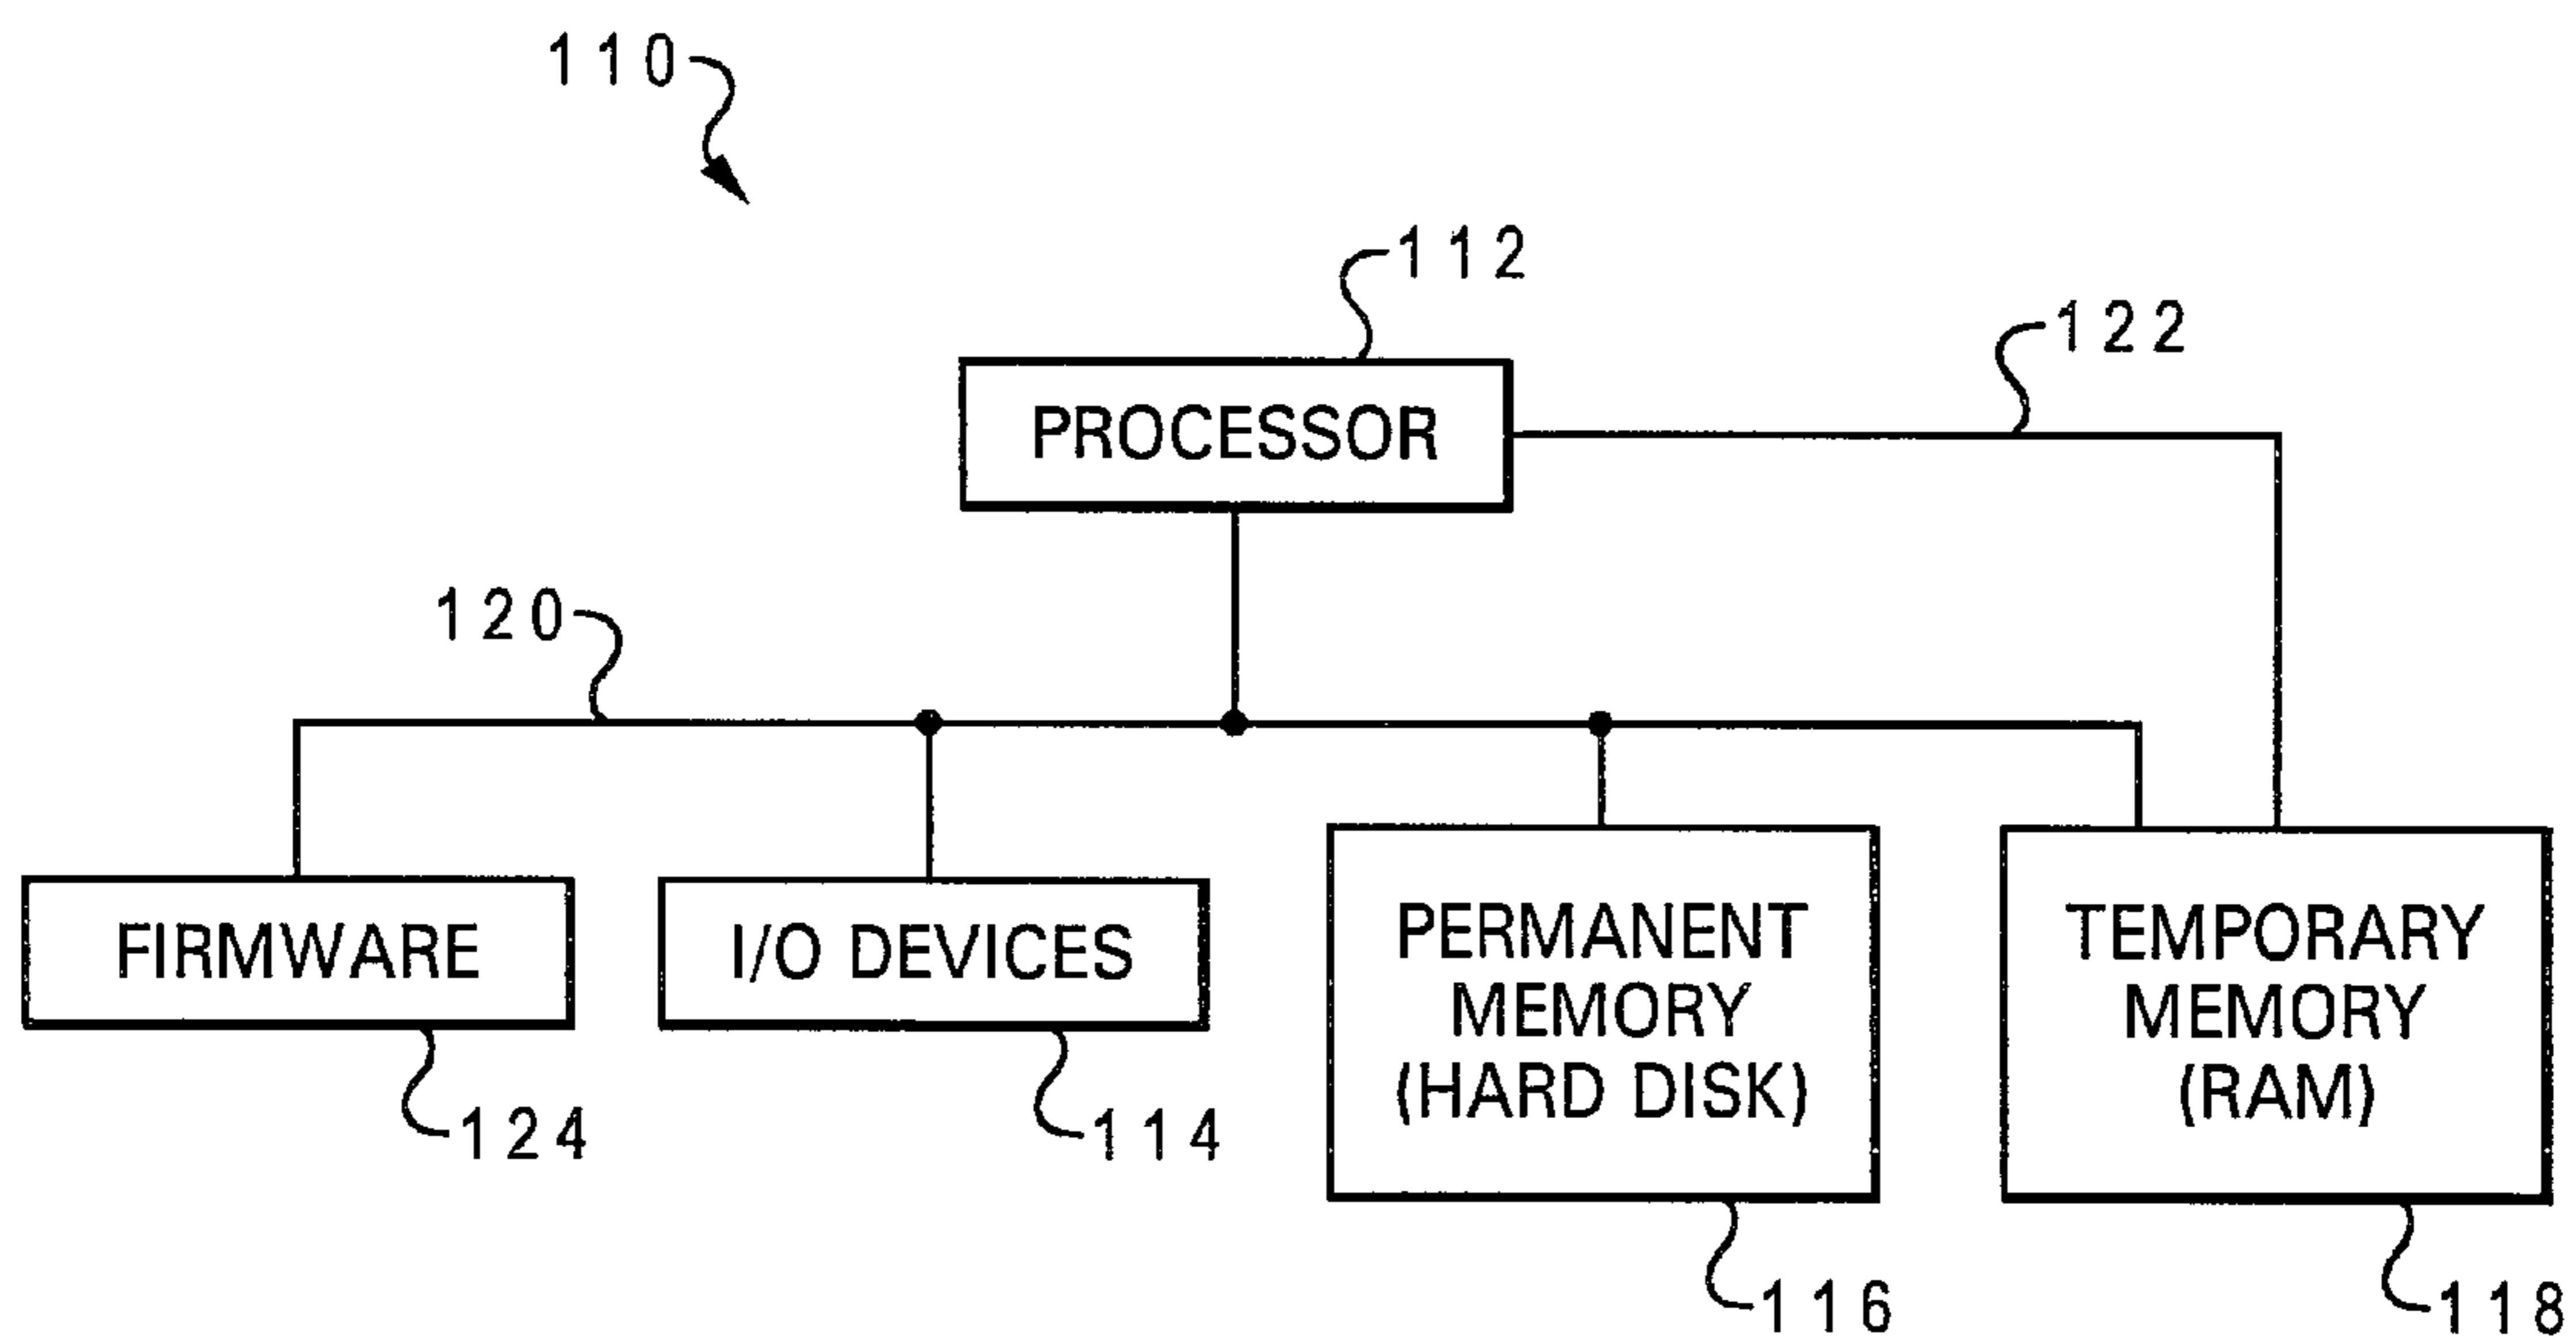 110
112
122
PROCESSOR
120
FIRMWARE
I/O DEVICES
PERMANENT
MEMORY
(HARD DISK)
TEMPORARY
MEMORY
(RAM)
124
114
116
118